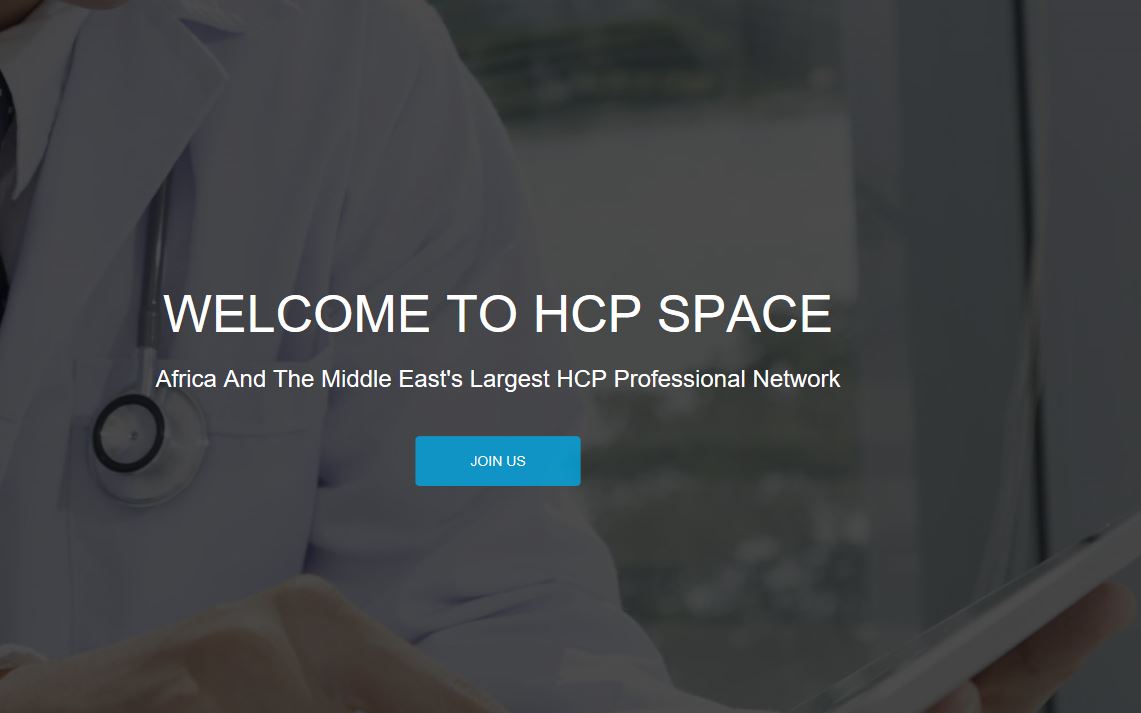 WELCOME TO HCP SPACE
Africa And The Middle East's Largest HCP Professional Network
JOIN US